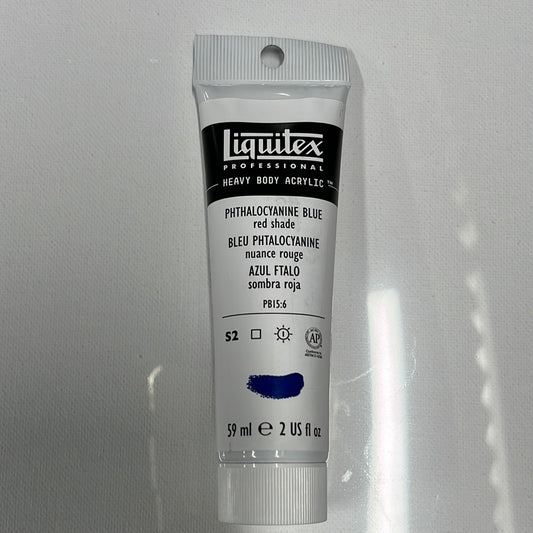 Liquitex
PROFESSIONAL
HEAVY BODY ACRYLIC™
PHTHALOCYANINE BLUE
red shade
BLEU PHTALOCYANINE
nuance rouge
AZUL FTALO
sombra roja
PB15:6
S2 I AP
59 ml ℮ 2 US fl oz